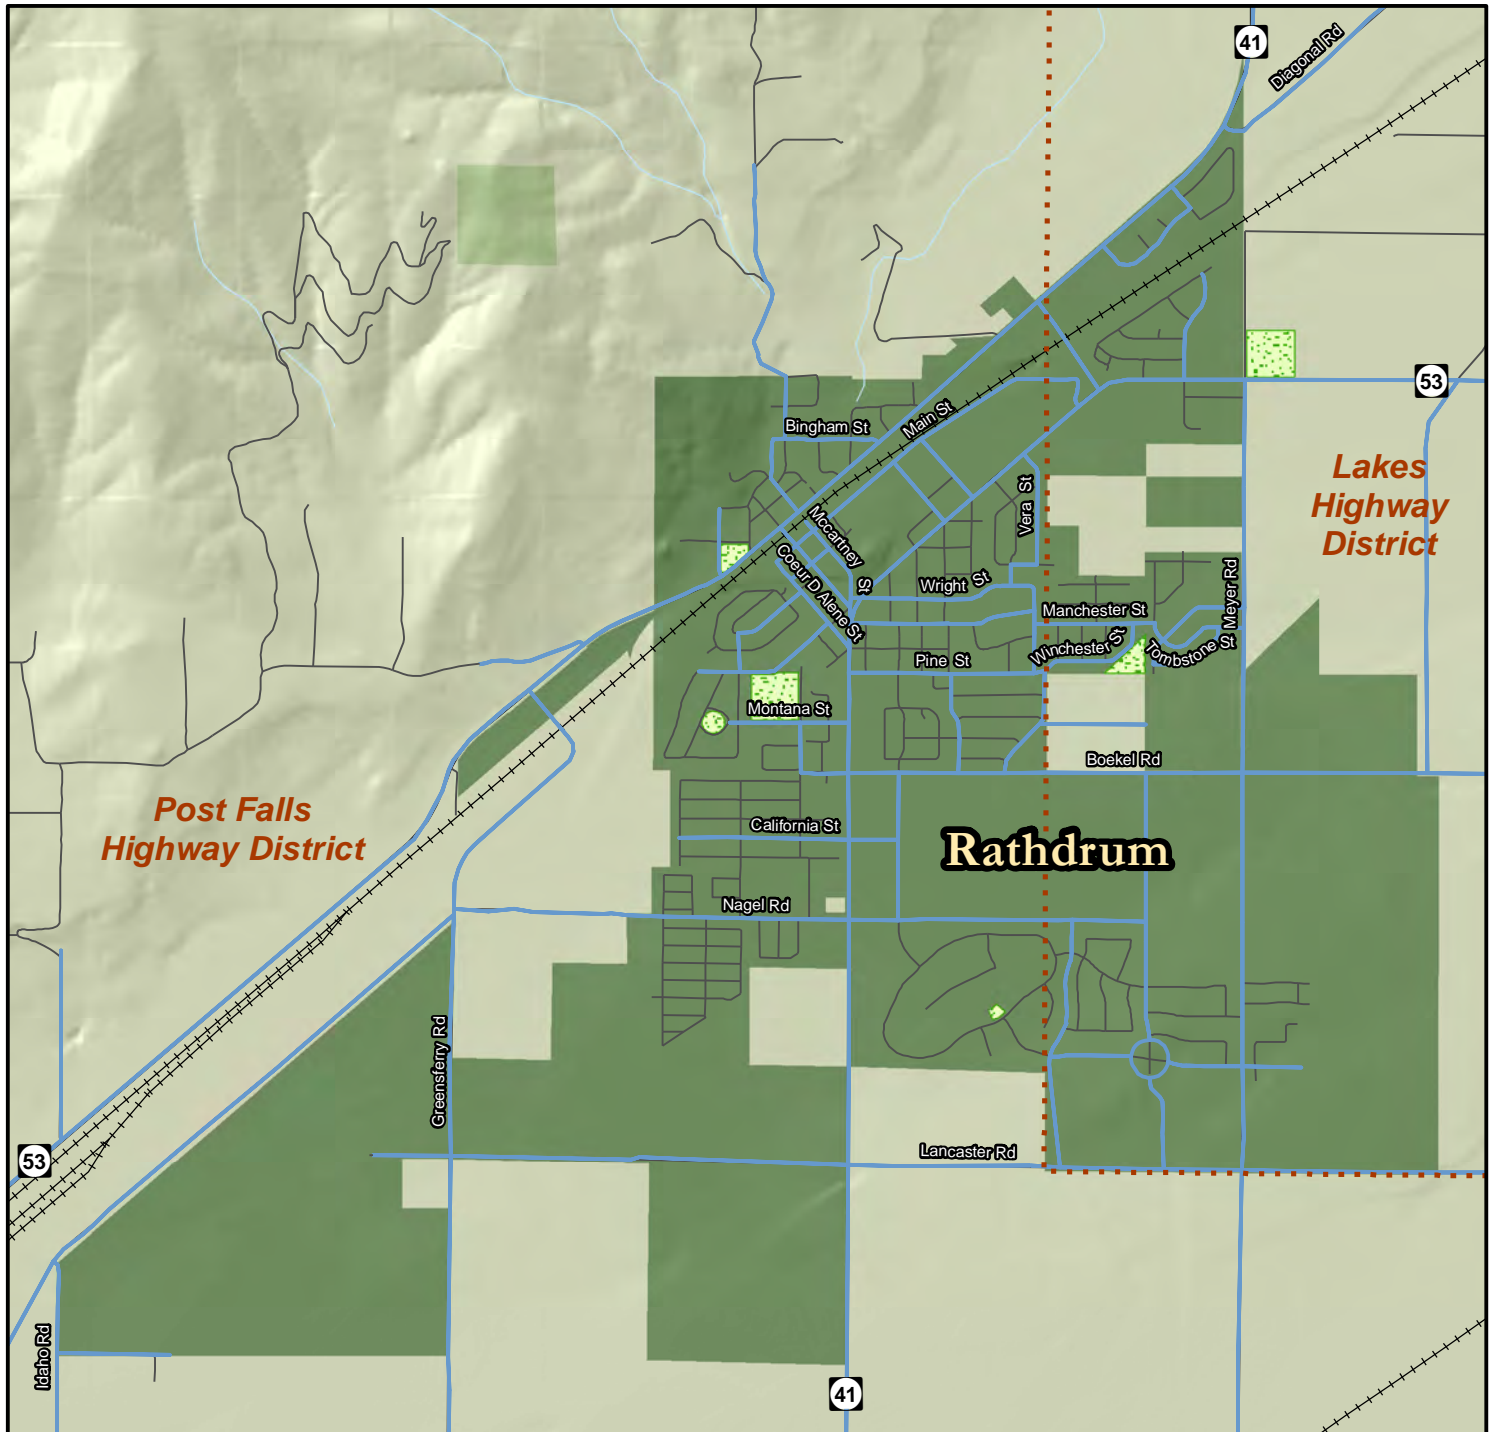 41
Diagonal Rd
53
Bingham St
Main St
Lakes
Highway
District
Vera St
Mccartney St
Coeur D Alene St
Wright St
Meyer Rd
Manchester St
Winchester St
Tombstone St
Pine St
Montana St
Boekel Rd
Post Falls
Highway District
California St
Rathdrum
Nagel Rd
Greensferry Rd
Lancaster Rd
53
Idaho Rd
41